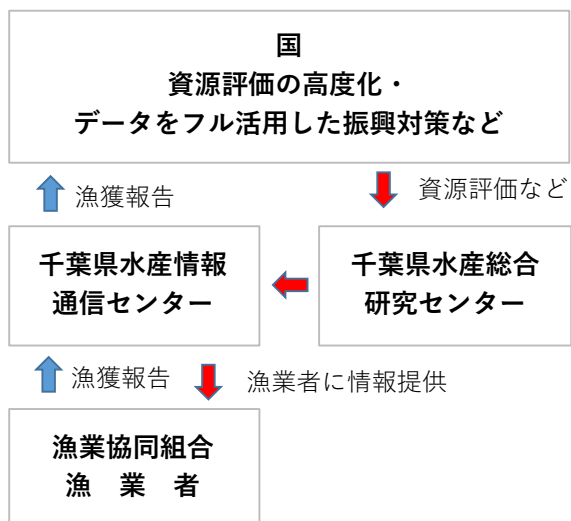 国
資源評価の高度化・
データをフル活用した振興対策など
漁獲報告
資源評価など
千葉県水産情報
通信センター
千葉県水産総合
研究センター
漁獲報告
漁業者に情報提供
漁業協同組合
漁　業　者